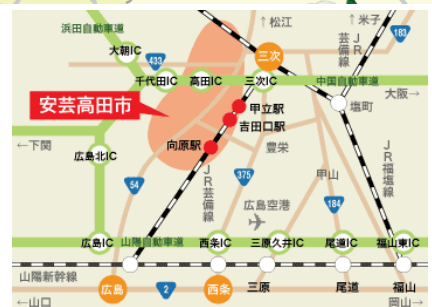 ↑松江
↑米子
浜田自動車道
JR芸備線
183
大朝IC
433
三次
千代田IC
高田IC
三次IC
中国自動車道
大阪→
安芸高田市
甲立駅
塩町
吉田口駅
←下関
向原駅
豊栄
広島北IC
JR芸備線
375
甲山
JR福塩線
54
広島空港
184
広島IC
山陽自動車道
西条IC
三原久井IC
尾道IC
福山東IC
山陽新幹線
広島
2
西条
三原
尾道
福山
←山口
岡山→